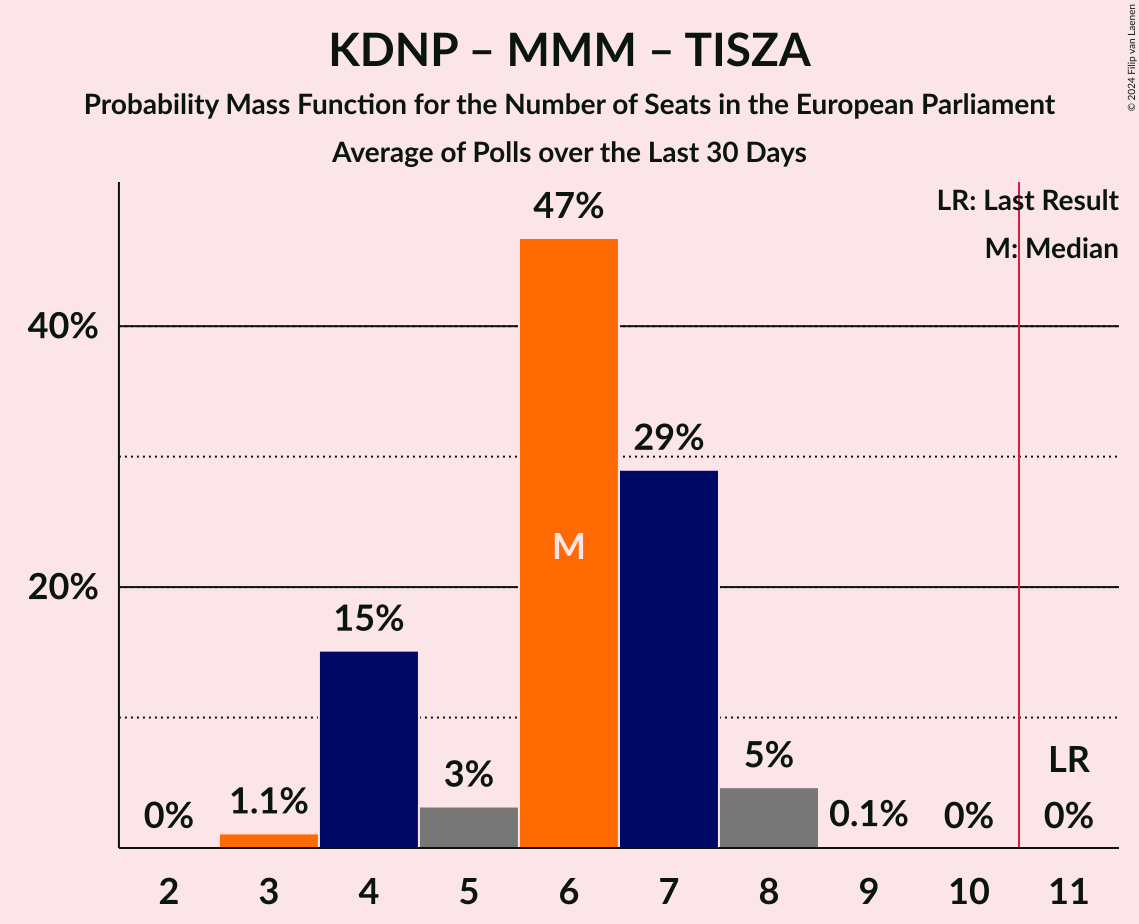 KDNP – MMM – TISZA
Probability Mass Function for the Number of Seats in the European Parliament
Average of Polls over the Last 30 Days
© 2024 Filip van Laenen
LR: Last Result
M: Median
40%
20%
0%
1.1%
15%
3%
47%
M
29%
5%
0.1%
0%
LR
0%
2 3 4 5 6 7 8 9 10 11